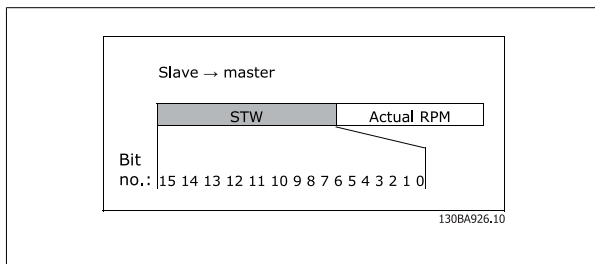 Slave → master
STW Actual RPM
Bit
no.: 15 14 13 12 11 10 9 8 7 6 5 4 3 2 1 0
130BA926.10